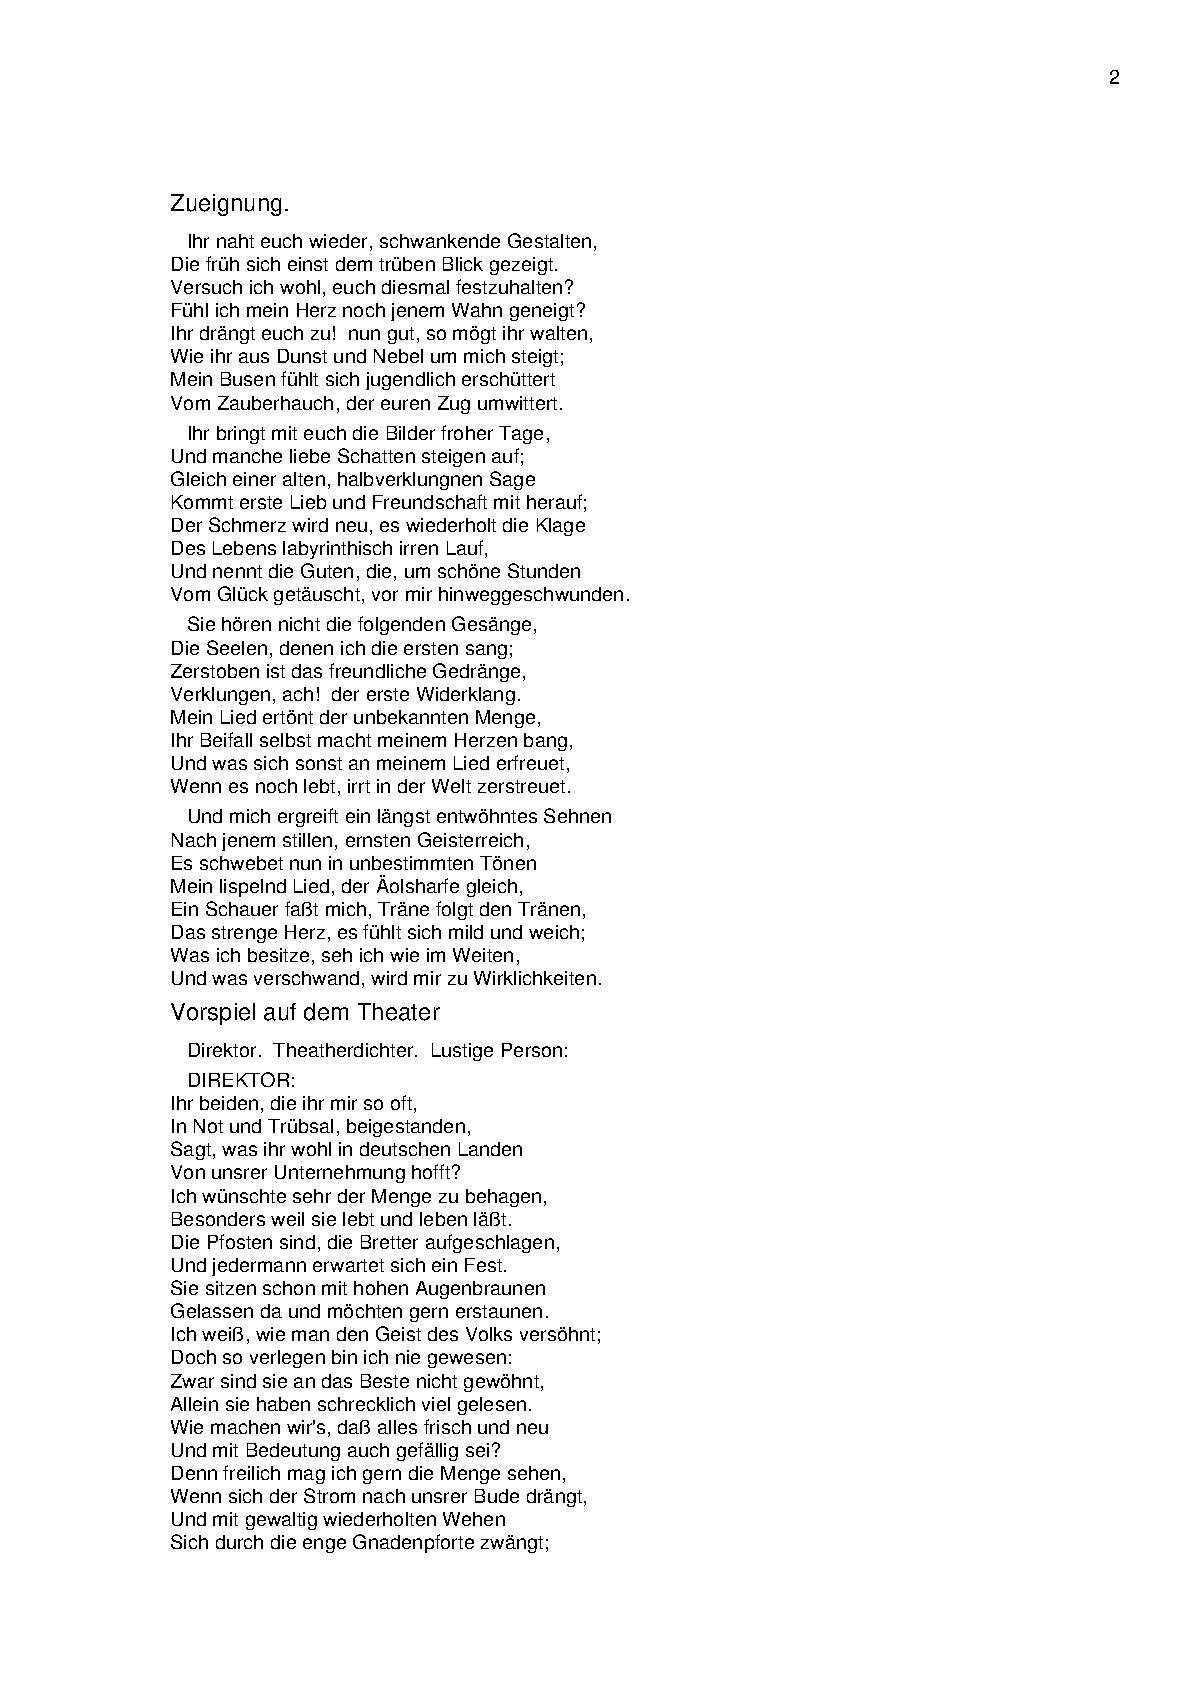 2
Zueignung.
Ihr naht euch wieder, schwankende Gestalten,
Die früh sich einst dem trüben Blick gezeigt.
Versuch ich wohl, euch diesmal festzuhalten?
Fühl ich mein Herz noch jenem Wahn geneigt?
Ihr drängt euch zu!  nun gut, so mögt ihr walten,
Wie ihr aus Dunst und Nebel um mich steigt;
Mein Busen fühlt sich jugendlich erschüttert
Vom Zauberhauch, der euren Zug umwittert.
Ihr bringt mit euch die Bilder froher Tage,
Und manche liebe Schatten steigen auf;
Gleich einer alten, halbverklungnen Sage
Kommt erste Lieb und Freundschaft mit herauf;
Der Schmerz wird neu, es wiederholt die Klage
Des Lebens labyrinthisch irren Lauf,
Und nennt die Guten, die, um schöne Stunden
Vom Glück getäuscht, vor mir hinweggeschwunden.
Sie hören nicht die folgenden Gesänge,
Die Seelen, denen ich die ersten sang;
Zerstoben ist das freundliche Gedränge,
Verklungen, ach!  der erste Widerklang.
Mein Lied ertönt der unbekannten Menge,
Ihr Beifall selbst macht meinem Herzen bang,
Und was sich sonst an meinem Lied erfreuet,
Wenn es noch lebt, irrt in der Welt zerstreuet.
Und mich ergreift ein längst entwöhntes Sehnen
Nach jenem stillen, ernsten Geisterreich,
Es schwebet nun in unbestimmten Tönen
Mein lispelnd Lied, der Äolsharfe gleich,
Ein Schauer faßt mich, Träne folgt den Tränen,
Das strenge Herz, es fühlt sich mild und weich;
Was ich besitze, seh ich wie im Weiten,
Und was verschwand, wird mir zu Wirklichkeiten.
Vorspiel auf dem Theater
Direktor.  Theatherdichter.  Lustige Person:
DIREKTOR:
Ihr beiden, die ihr mir so oft,
In Not und Trübsal, beigestanden,
Sagt, was ihr wohl in deutschen Landen
Von unsrer Unternehmung hofft?
Ich wünschte sehr der Menge zu behagen,
Besonders weil sie lebt und leben läßt.
Die Pfosten sind, die Bretter aufgeschlagen,
Und jedermann erwartet sich ein Fest.
Sie sitzen schon mit hohen Augenbraunen
Gelassen da und möchten gern erstaunen.
Ich weiß, wie man den Geist des Volks versöhnt;
Doch so verlegen bin ich nie gewesen:
Zwar sind sie an das Beste nicht gewöhnt,
Allein sie haben schrecklich viel gelesen.
Wie machen wir's, daß alles frisch und neu
Und mit Bedeutung auch gefällig sei?
Denn freilich mag ich gern die Menge sehen,
Wenn sich der Strom nach unsrer Bude drängt,
Und mit gewaltig wiederholten Wehen
Sich durch die enge Gnadenpforte zwängt;